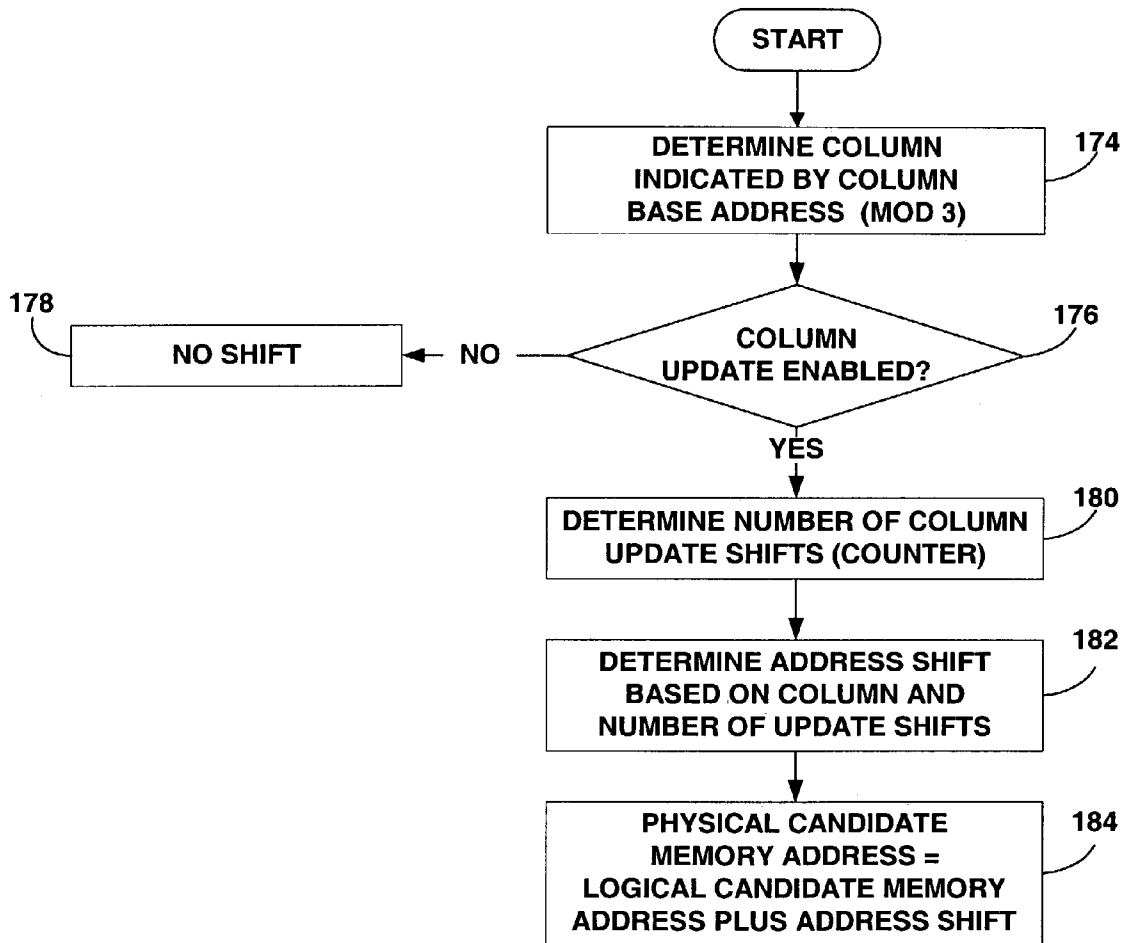 START
DETERMINE COLUMN
INDICATED BY COLUMN
BASE ADDRESS (MOD 3)
174
COLUMN
UPDATE ENABLED?
176
NO
NO SHIFT
178
YES
DETERMINE NUMBER OF COLUMN
UPDATE SHIFTS (COUNTER)
180
DETERMINE ADDRESS SHIFT
BASED ON COLUMN AND
NUMBER OF UPDATE SHIFTS
182
PHYSICAL CANDIDATE
MEMORY ADDRESS =
LOGICAL CANDIDATE MEMORY
ADDRESS PLUS ADDRESS SHIFT
184